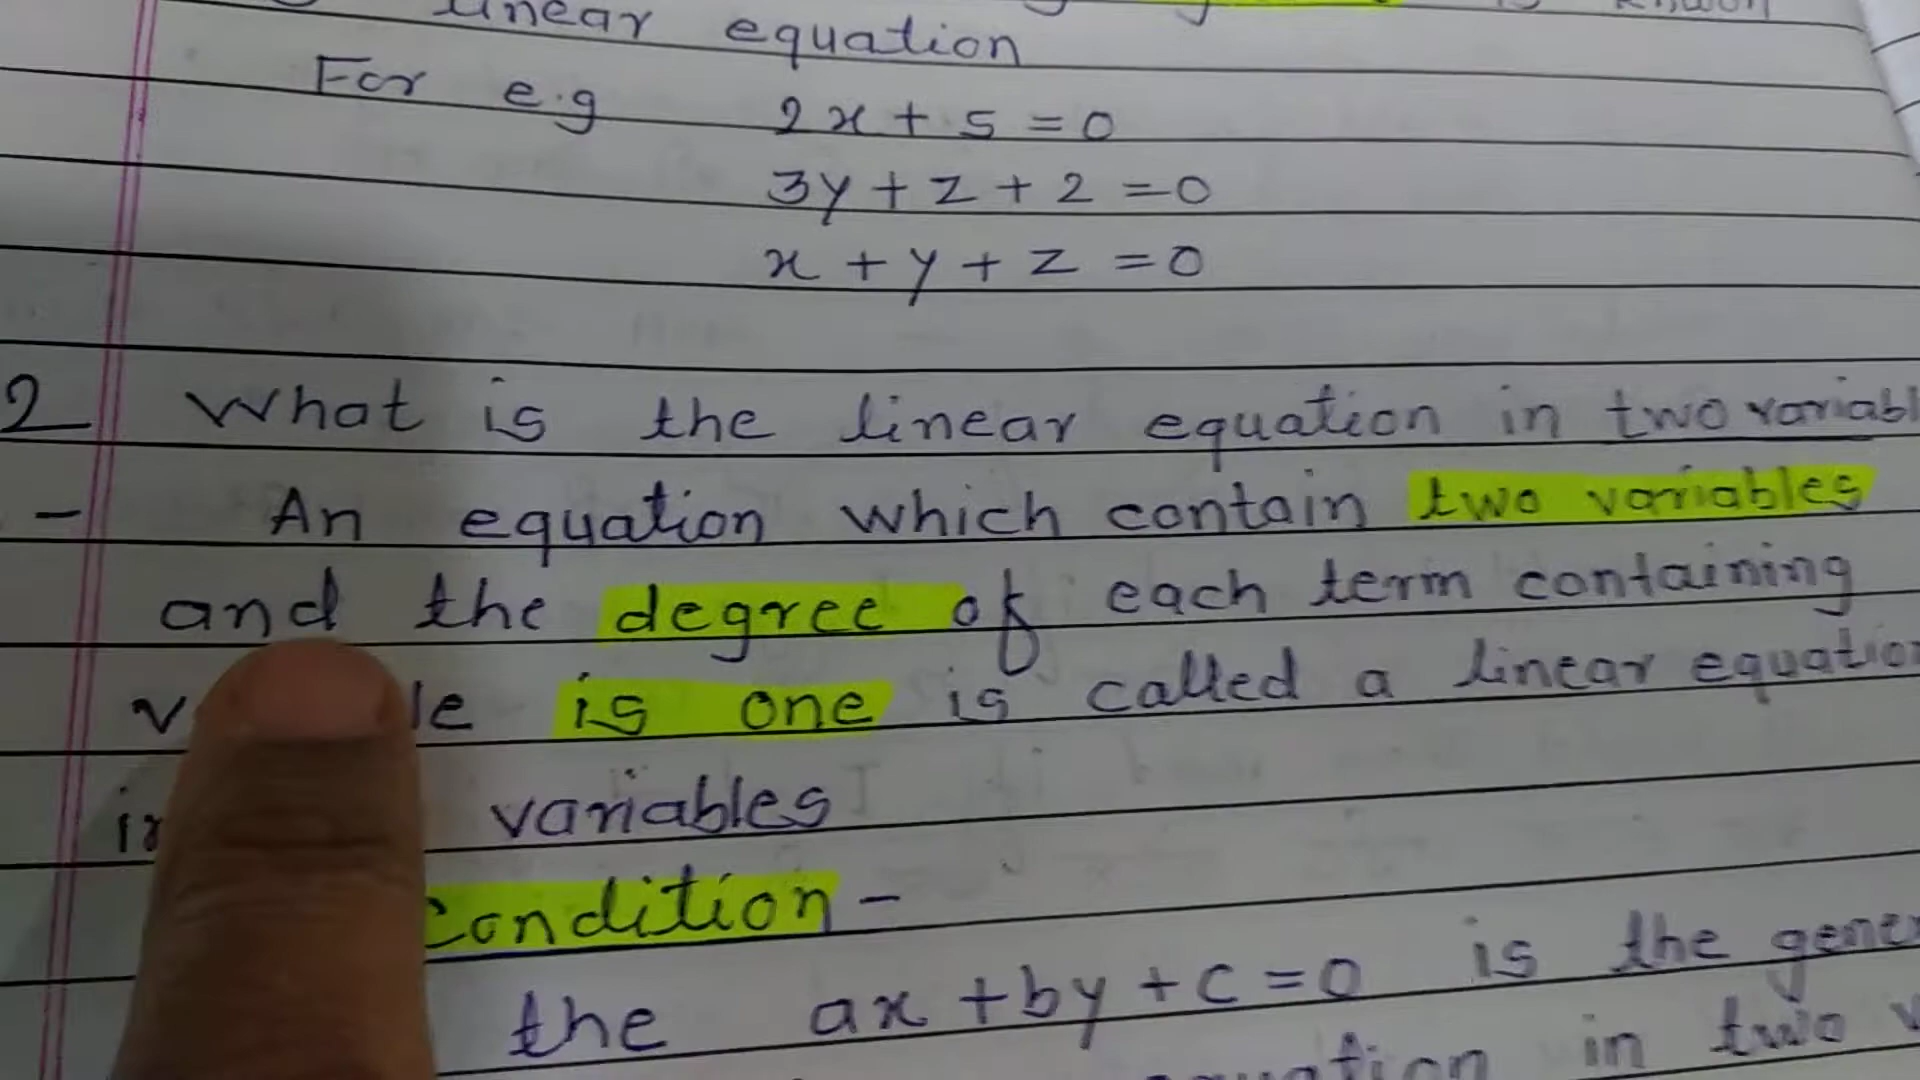 linear equation
For e.g 2x + 5 = 0
3y + z + 2 = 0
x + y + z = 0
2 What is the linear equation in two variabl
- An equation which contain two variables
and the degree of each term containing
v le is one is called a linear equation
variables
condition -
the ax + by + c = 0 is the gener
in two v